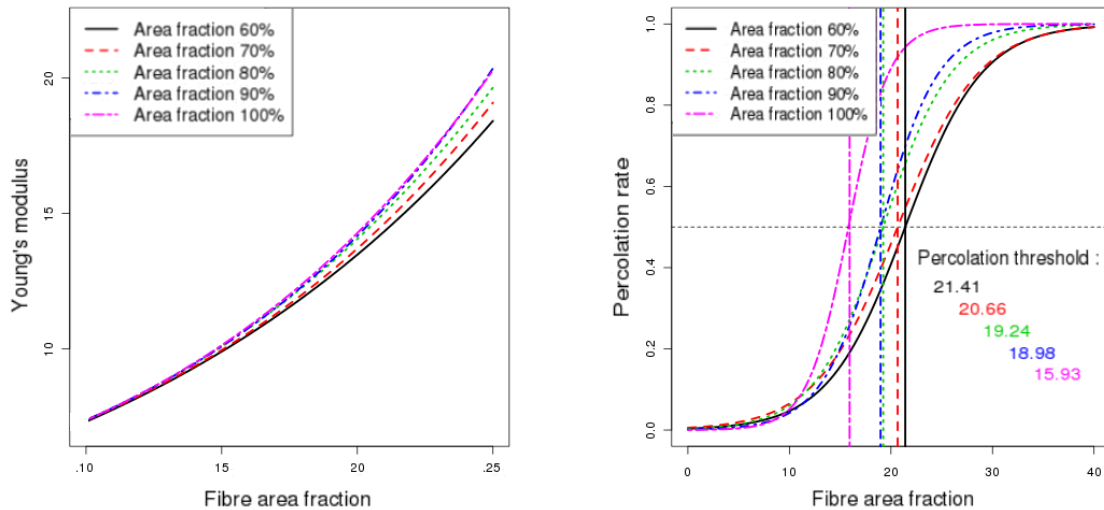 Area fraction 60%
Area fraction 70%
Area fraction 80%
Area fraction 90%
Area fraction 100%
Young's modulus
20
15
10
.10
15
20
.25
Fibre area fraction
Area fraction 60%
Area fraction 70%
Area fraction 80%
Area fraction 90%
Area fraction 100%
Percolation rate
1.0
0.8
0.6
0.4
0.2
0.0
Percolation threshold :
21.41
20.66
19.24
18.98
15.93
0
10
20
30
40
Fibre area fraction